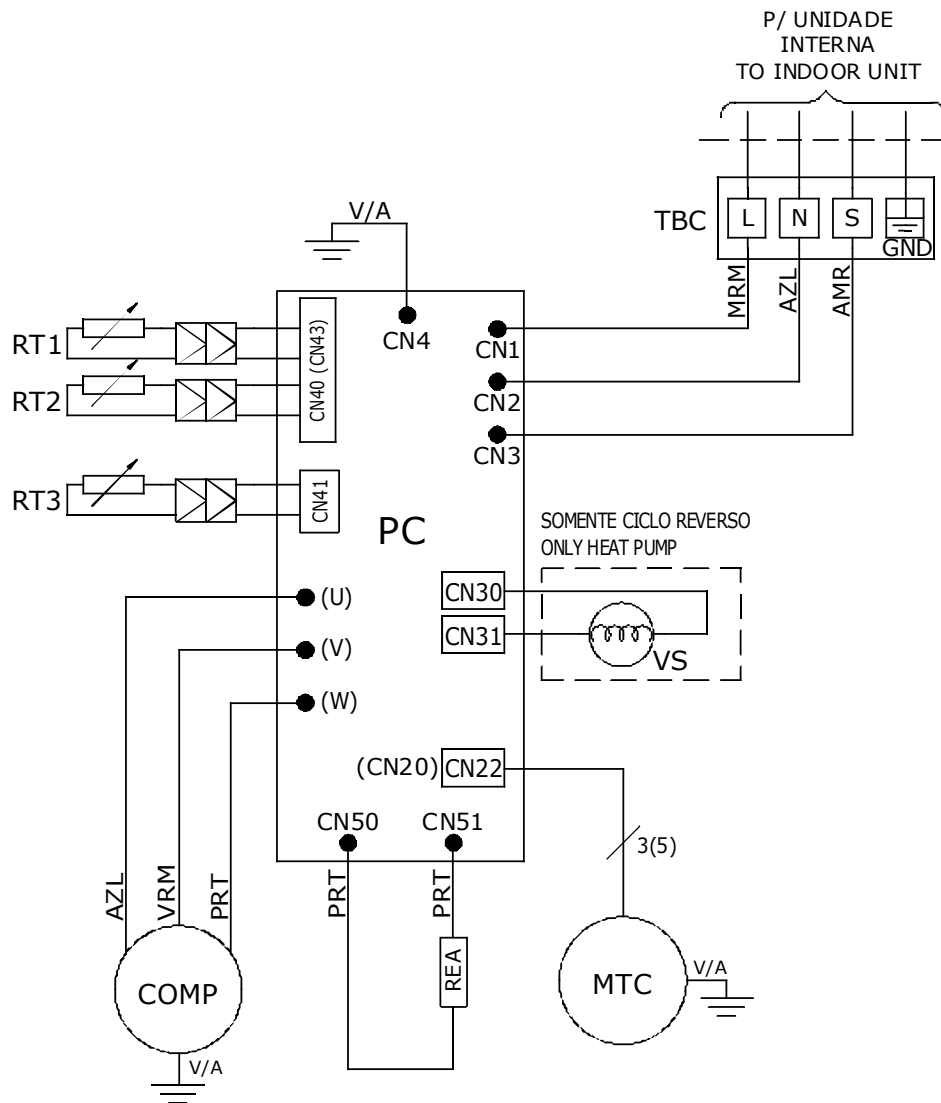 P/ UNIDADE
INTERNA
TO INDOOR UNIT
V/A
TBC
L
N
S
GND
MRM
AZL
AMR
RT1
RT2
RT3
CN40 (CN43)
CN41
CN4
CN1
CN2
CN3
PC
SOMENTE CICLO REVERSO
ONLY HEAT PUMP
CN30
CN31
VS
(U)
(V)
(W)
(CN20)
CN22
CN50
CN51
3(5)
AZL
VRM
PRT
PRT
PRT
REA
COMP
V/A
MTC
V/A